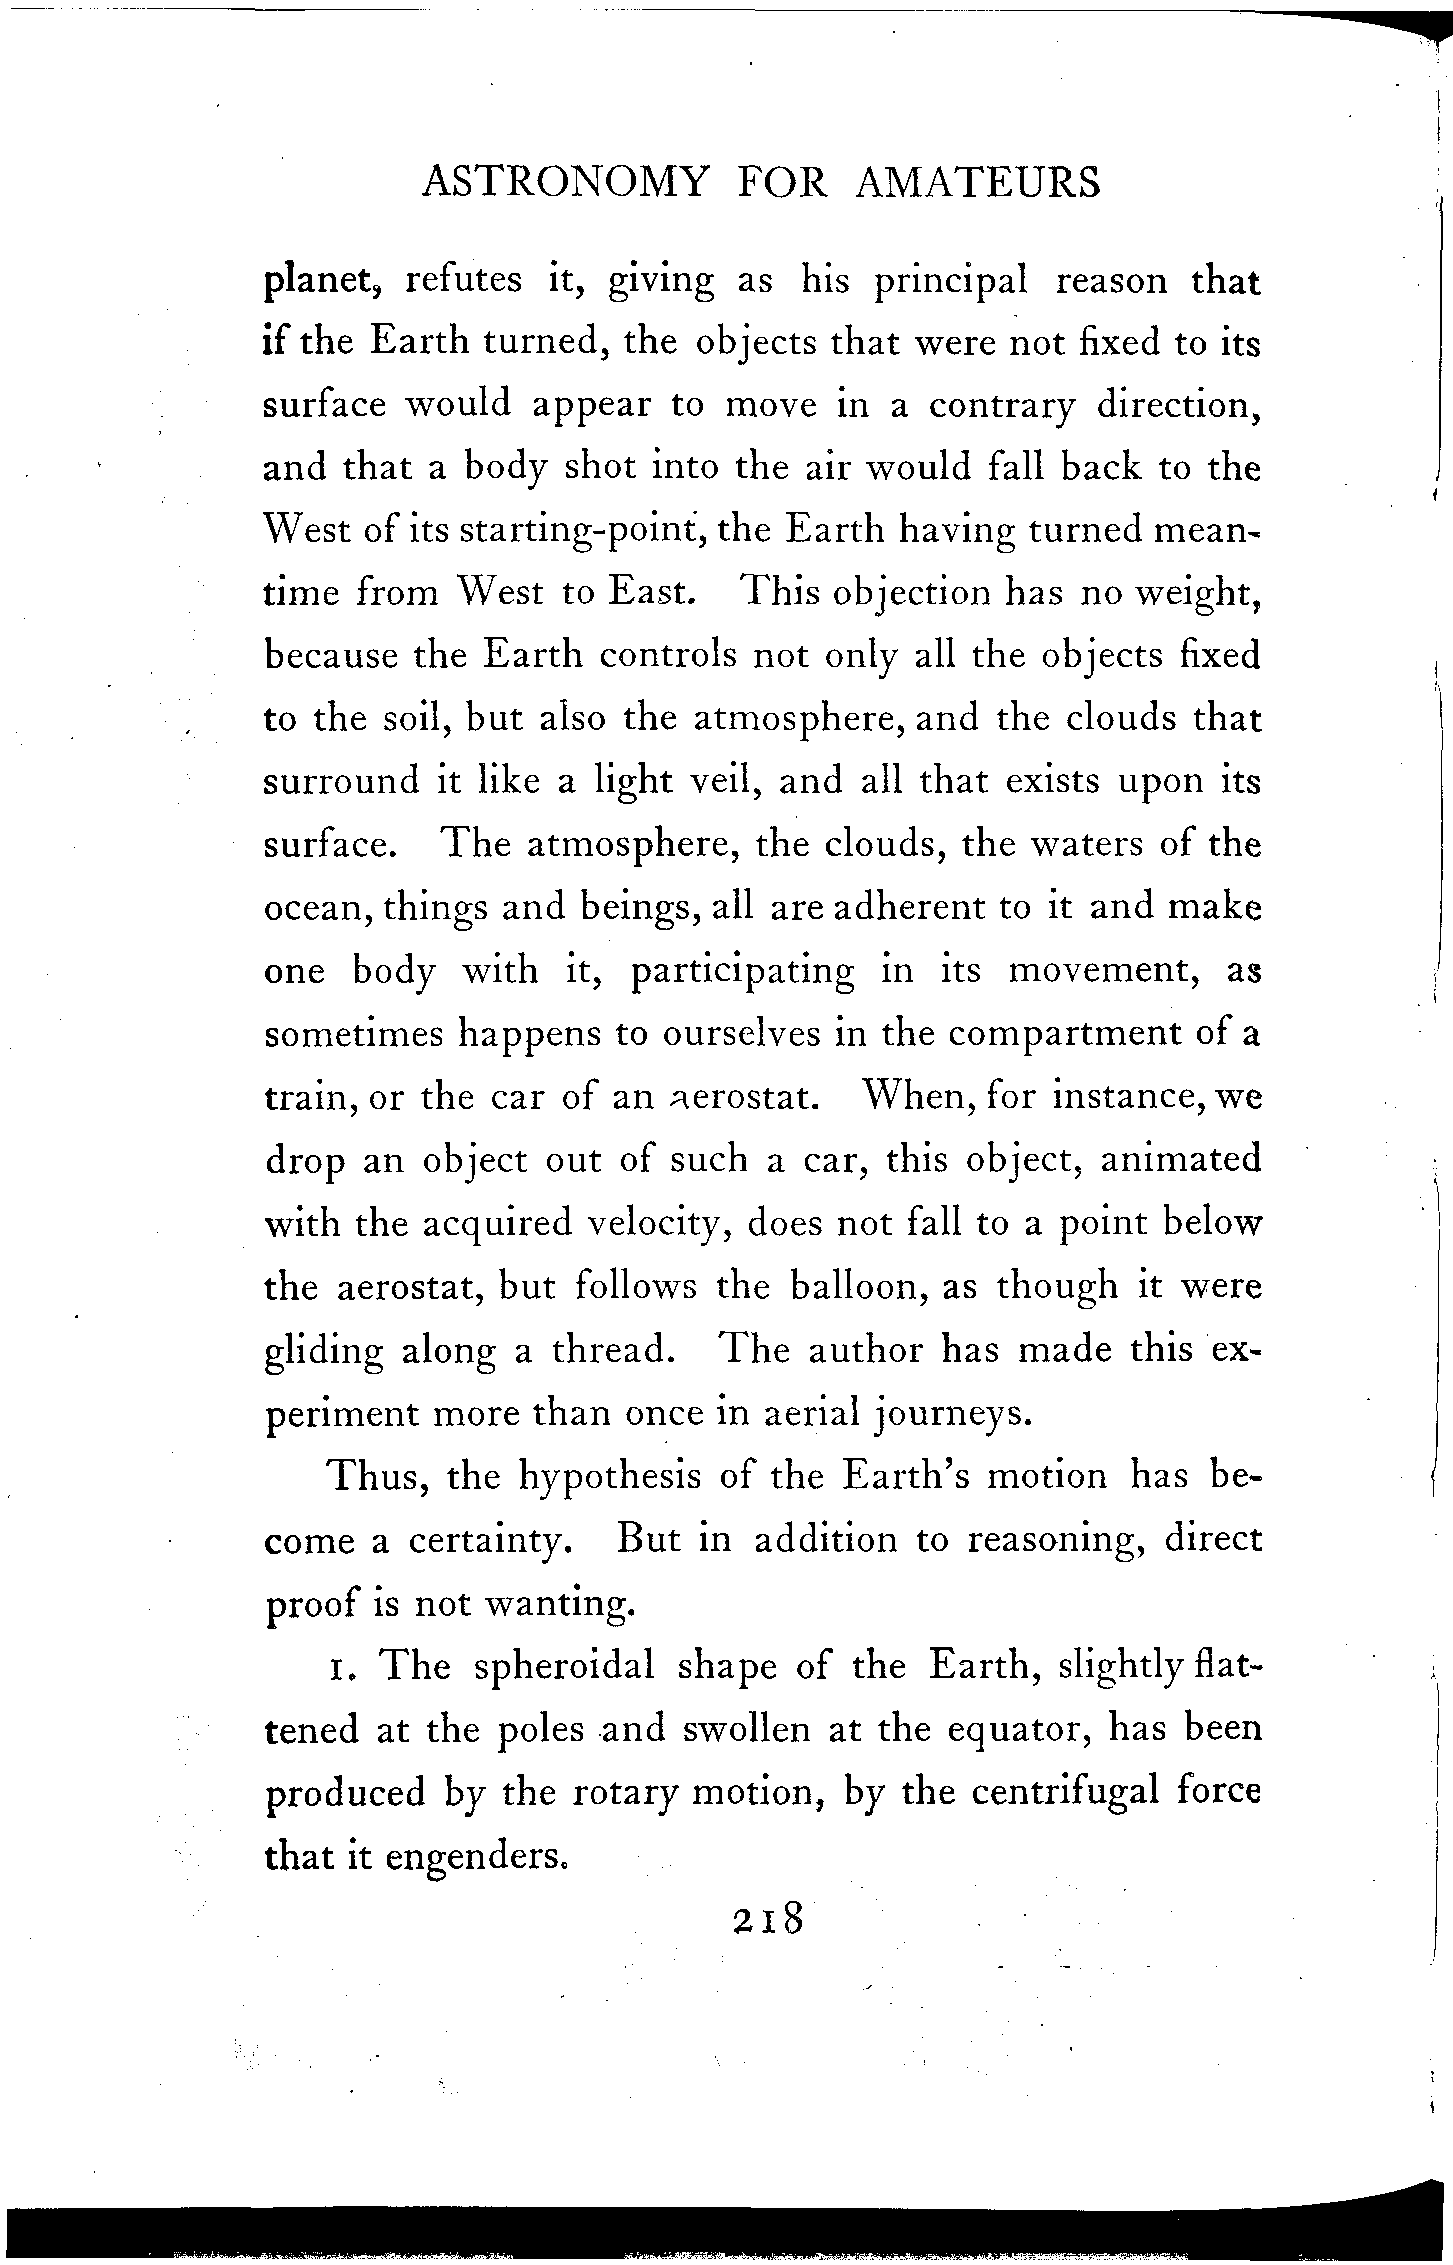 ASTRONOMY FOR AMATEURS
planet, refutes it, giving as his principal reason that
if the Earth turned, the objects that were not fixed to its
surface would appear to move in a contrary direction,
and that a body shot into the air would fall back to the
West of its starting-point, the Earth having turned mean-
time from West to East. This objection has no weight,
because the Earth controls not only all the objects fixed
to the soil, but also the atmosphere, and the clouds that
surround it like a light veil, and all that exists upon its
surface. The atmosphere, the clouds, the waters of the
ocean, things and beings, all are adherent to it and make
one body with it, participating in its movement, as
sometimes happens to ourselves in the compartment of a
train, or the car of an aerostat. When, for instance, we
drop an object out of such a car, this object, animated
with the acquired velocity, does not fall to a point below
the aerostat, but follows the balloon, as though it were
gliding along a thread. The author has made this ex-
periment more than once in aerial journeys.
Thus, the hypothesis of the Earth's motion has be-
come a certainty. But in addition to reasoning, direct
proof is not wanting.
1. The spheroidal shape of the Earth, slightly flat-
tened at the poles and swollen at the equator, has been
produced by the rotary motion, by the centrifugal force
that it engenders.
218